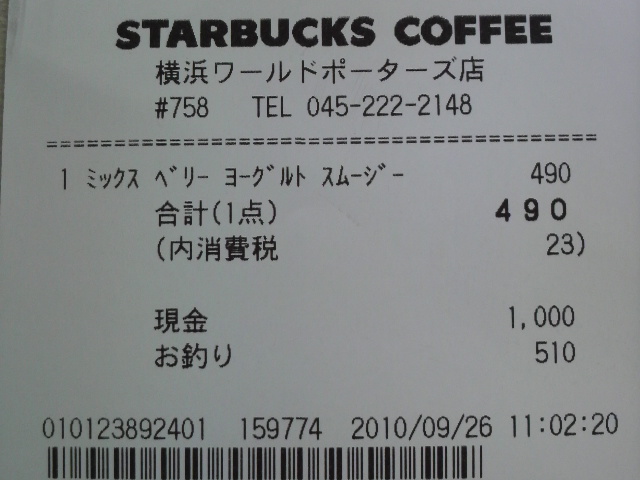 STARBUCKS COFFEE
横浜ワールドポーターズ店
#758 TEL 045-222-2148
================================================
1 ﾐｯｸｽ ﾍﾞﾘｰ ﾖｰｸﾞﾙﾄ ｽﾑｰｼﾞｰ 490
合計(1点) 490
(内消費税 23)
現金 1,000
お釣り 510
010123892401 159774 2010/09/26 11:02:20